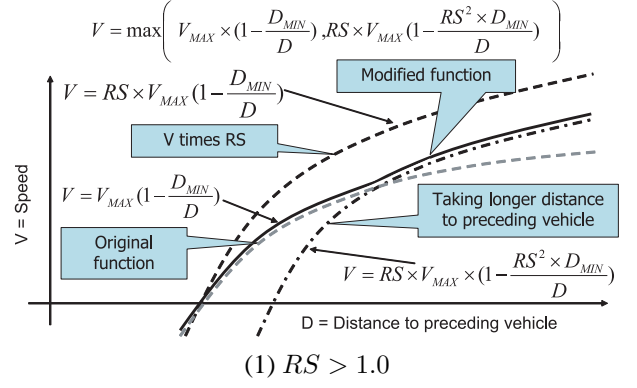 V = max( V_MAX × (1 − D_MIN/D) , RS × V_MAX (1 − RS² × D_MIN/D) )
Modified function
V = RS × V_MAX (1 − D_MIN/D)
V times RS
V = V_MAX (1 − D_MIN/D)
Taking longer distance
to preceding vehicle
Original
function
V = RS × V_MAX × (1 − RS² × D_MIN/D)
V = Speed
D = Distance to preceding vehicle
(1) RS > 1.0